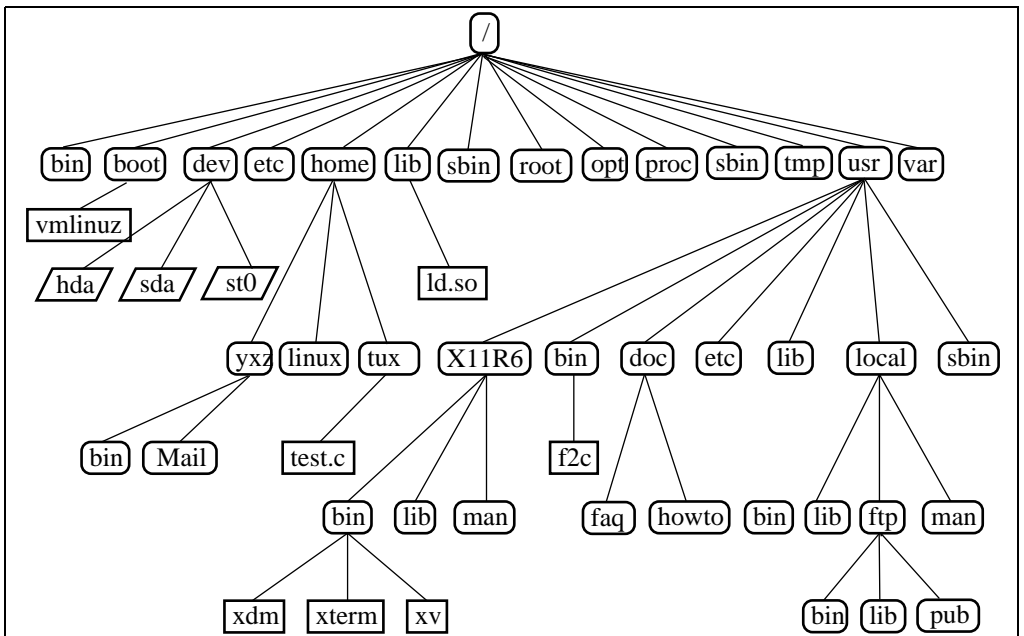 /
bin boot dev etc home lib sbin root opt proc sbin tmp usr var
vmlinuz
hda sda st0 ld.so
yxz linux tux X11R6 bin doc etc lib local sbin
bin Mail test.c f2c
bin lib man faq howto bin lib ftp man
xdm xterm xv bin lib pub